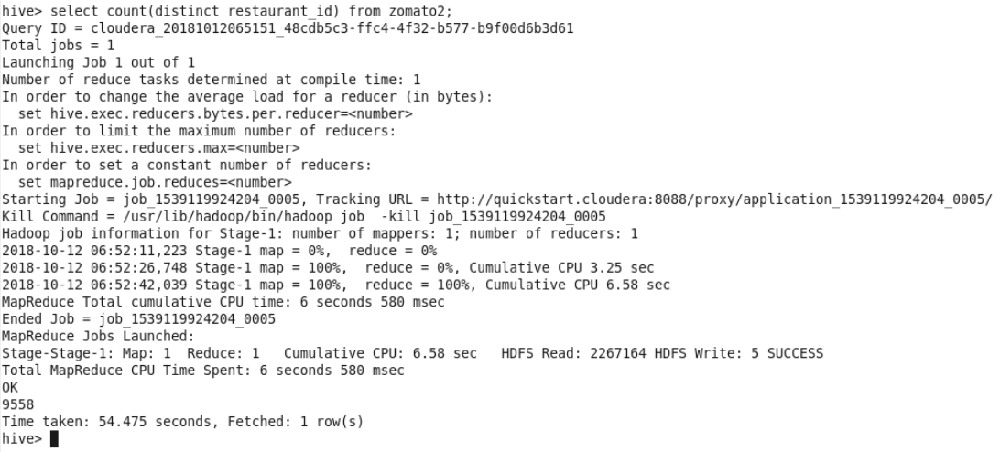 hive> select count(distinct restaurant_id) from zomato2;
Query ID = cloudera_20181012065151_48cdb5c3-ffc4-4f32-b577-b9f00d6b3d61
Total jobs = 1
Launching Job 1 out of 1
Number of reduce tasks determined at compile time: 1
In order to change the average load for a reducer (in bytes):
  set hive.exec.reducers.bytes.per.reducer=<number>
In order to limit the maximum number of reducers:
  set hive.exec.reducers.max=<number>
In order to set a constant number of reducers:
  set mapreduce.job.reduces=<number>
Starting Job = job_1539119924204_0005, Tracking URL = http://quickstart.cloudera:8088/proxy/application_1539119924204_0005/
Kill Command = /usr/lib/hadoop/bin/hadoop job  -kill job_1539119924204_0005
Hadoop job information for Stage-1: number of mappers: 1; number of reducers: 1
2018-10-12 06:52:11,223 Stage-1 map = 0%,  reduce = 0%
2018-10-12 06:52:26,748 Stage-1 map = 100%,  reduce = 0%, Cumulative CPU 3.25 sec
2018-10-12 06:52:42,039 Stage-1 map = 100%,  reduce = 100%, Cumulative CPU 6.58 sec
MapReduce Total cumulative CPU time: 6 seconds 580 msec
Ended Job = job_1539119924204_0005
MapReduce Jobs Launched:
Stage-Stage-1: Map: 1  Reduce: 1   Cumulative CPU: 6.58 sec   HDFS Read: 2267164 HDFS Write: 5 SUCCESS
Total MapReduce CPU Time Spent: 6 seconds 580 msec
OK
9558
Time taken: 54.475 seconds, Fetched: 1 row(s)
hive>